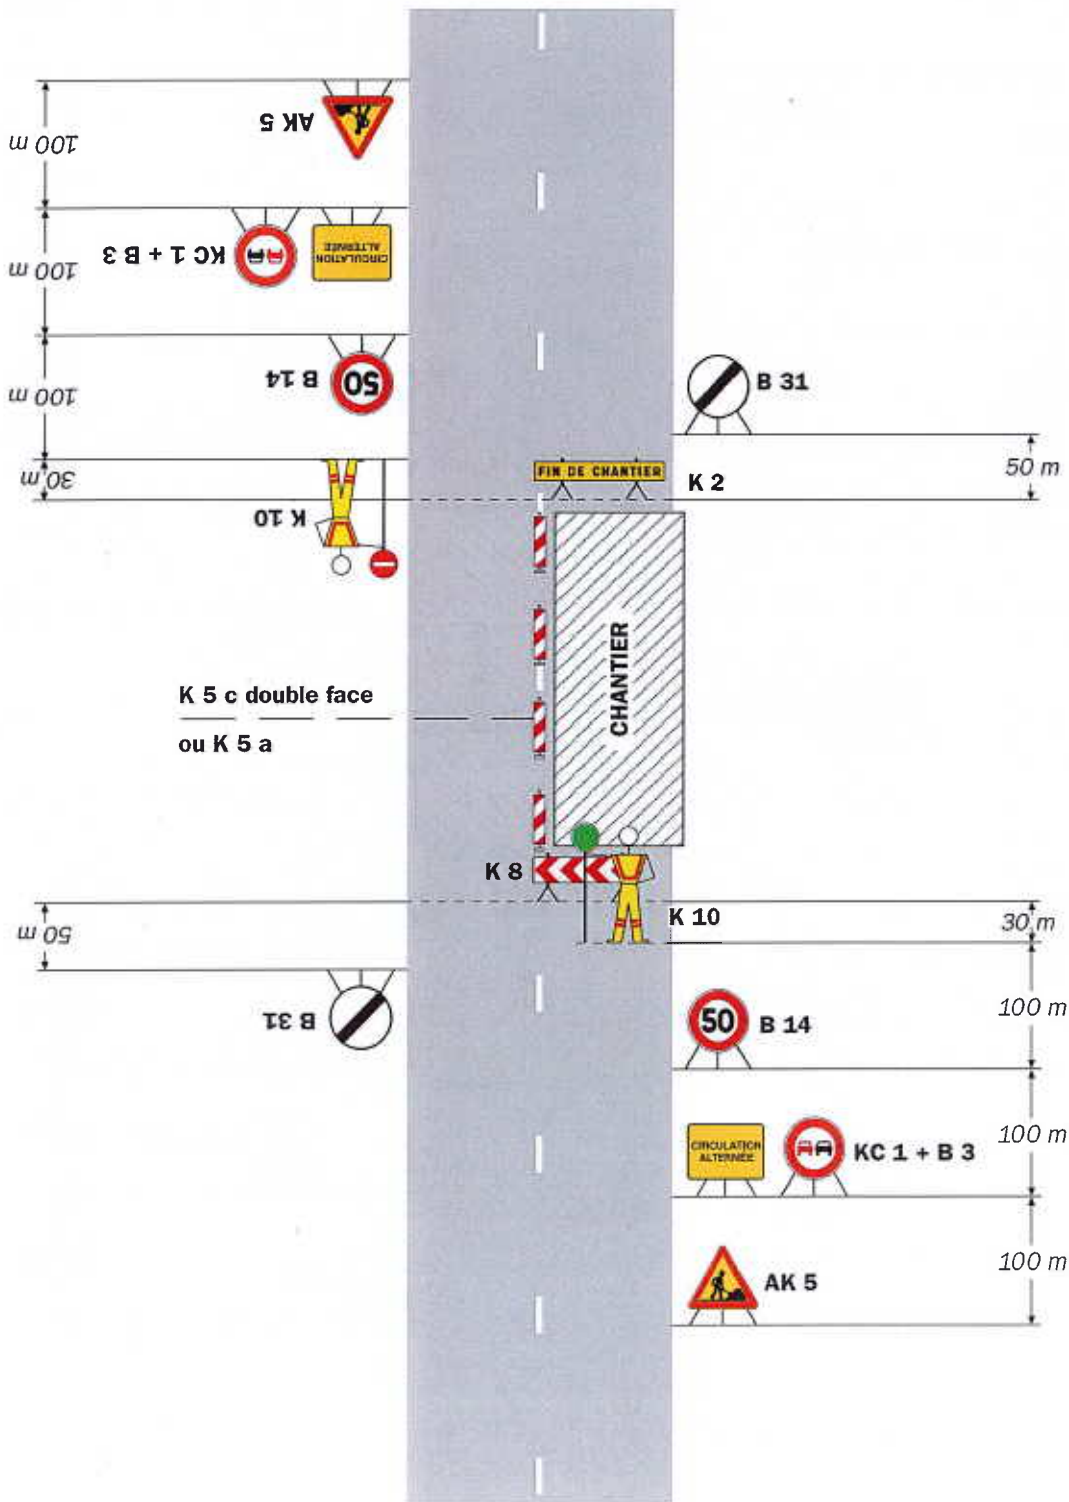 AK 5
100 m
KC 1 + B 3
CIRCULATION
ALTERNÉE
100 m
B 14
50
100 m
B 31
50 m
30 m
FIN DE CHANTIER
K 2
K 10
CHANTIER
K 5 c double face
ou K 5 a
K 8
K 10
30 m
50 m
B 31
50
B 14
100 m
CIRCULATION
ALTERNÉE
KC 1 + B 3
100 m
AK 5
100 m